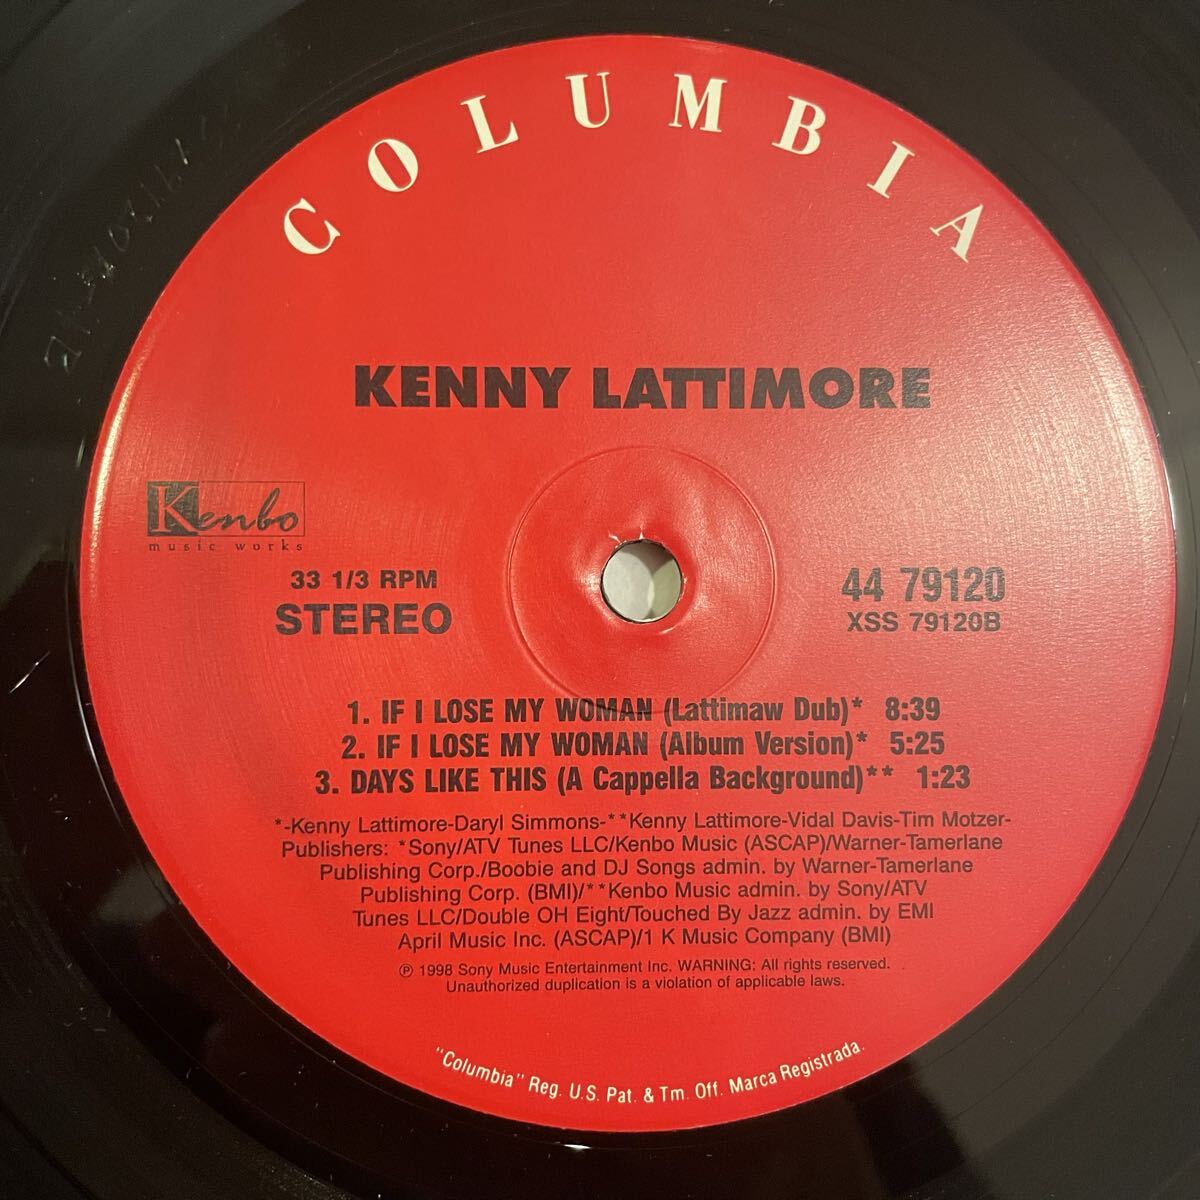 COLUMBIA
KENNY LATTIMORE
Kenbo
music works
33 1/3 RPM
STEREO
44 79120
XSS 79120B
1. IF I LOSE MY WOMAN (Lattimaw Dub)* 8:39
2. IF I LOSE MY WOMAN (Album Version)* 5:25
3. DAYS LIKE THIS (A Cappella Background)** 1:23
*-Kenny Lattimore-Daryl Simmons-**Kenny Lattimore-Vidal Davis-Tim Motzer-
Publishers: *Sony/ATV Tunes LLC/Kenbo Music (ASCAP)/Warner-Tamerlane
Publishing Corp./Boobie and DJ Songs admin. by Warner-Tamerlane
Publishing Corp. (BMI)/**Kenbo Music admin. by Sony/ATV
Tunes LLC/Double OH Eight/Touched By Jazz admin. by EMI
April Music Inc. (ASCAP)/1 K Music Company (BMI)
℗ 1998 Sony Music Entertainment Inc. WARNING: All rights reserved.
Unauthorized duplication is a violation of applicable laws.
"Columbia" Reg. U.S. Pat. & Tm. Off. Marca Registrada.